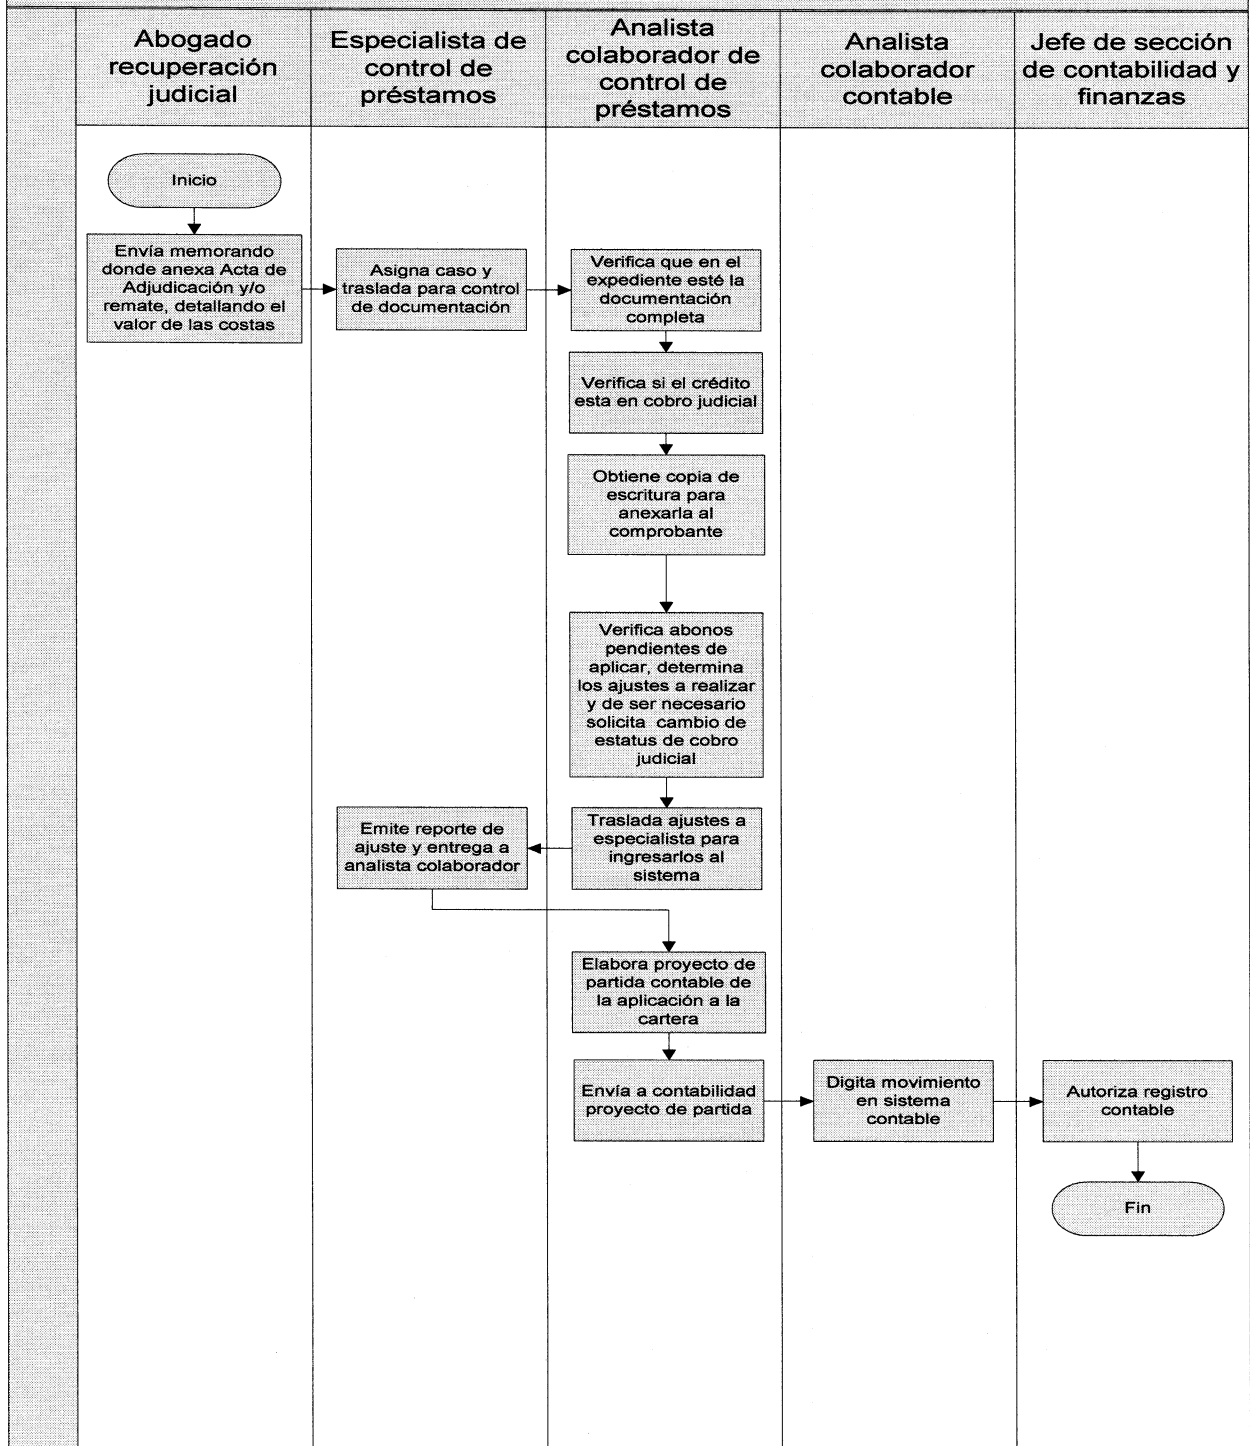 Abogado
recuperación
judicial
Especialista de
control de
préstamos
Analista
colaborador de
control de
préstamos
Analista
colaborador
contable
Jefe de sección
de contabilidad y
finanzas
Inicio
Envía memorando
donde anexa Acta de
Adjudicación y/o
remate, detallando el
valor de las costas
Asigna caso y
traslada para control
de documentación
Verifica que en el
expediente esté la
documentación
completa
Verifica si el crédito
esta en cobro judicial
Obtiene copia de
escritura para
anexarla al
comprobante
Verifica abonos
pendientes de
aplicar, determina
los ajustes a realizar
y de ser necesario
solicita cambio de
estatus de cobro
judicial
Traslada ajustes a
especialista para
ingresarlos al
sistema
Emite reporte de
ajuste y entrega a
analista colaborador
Elabora proyecto de
partida contable de
la aplicación a la
cartera
Envía a contabilidad
proyecto de partida
Digita movimiento
en sistema
contable
Autoriza registro
contable
Fin